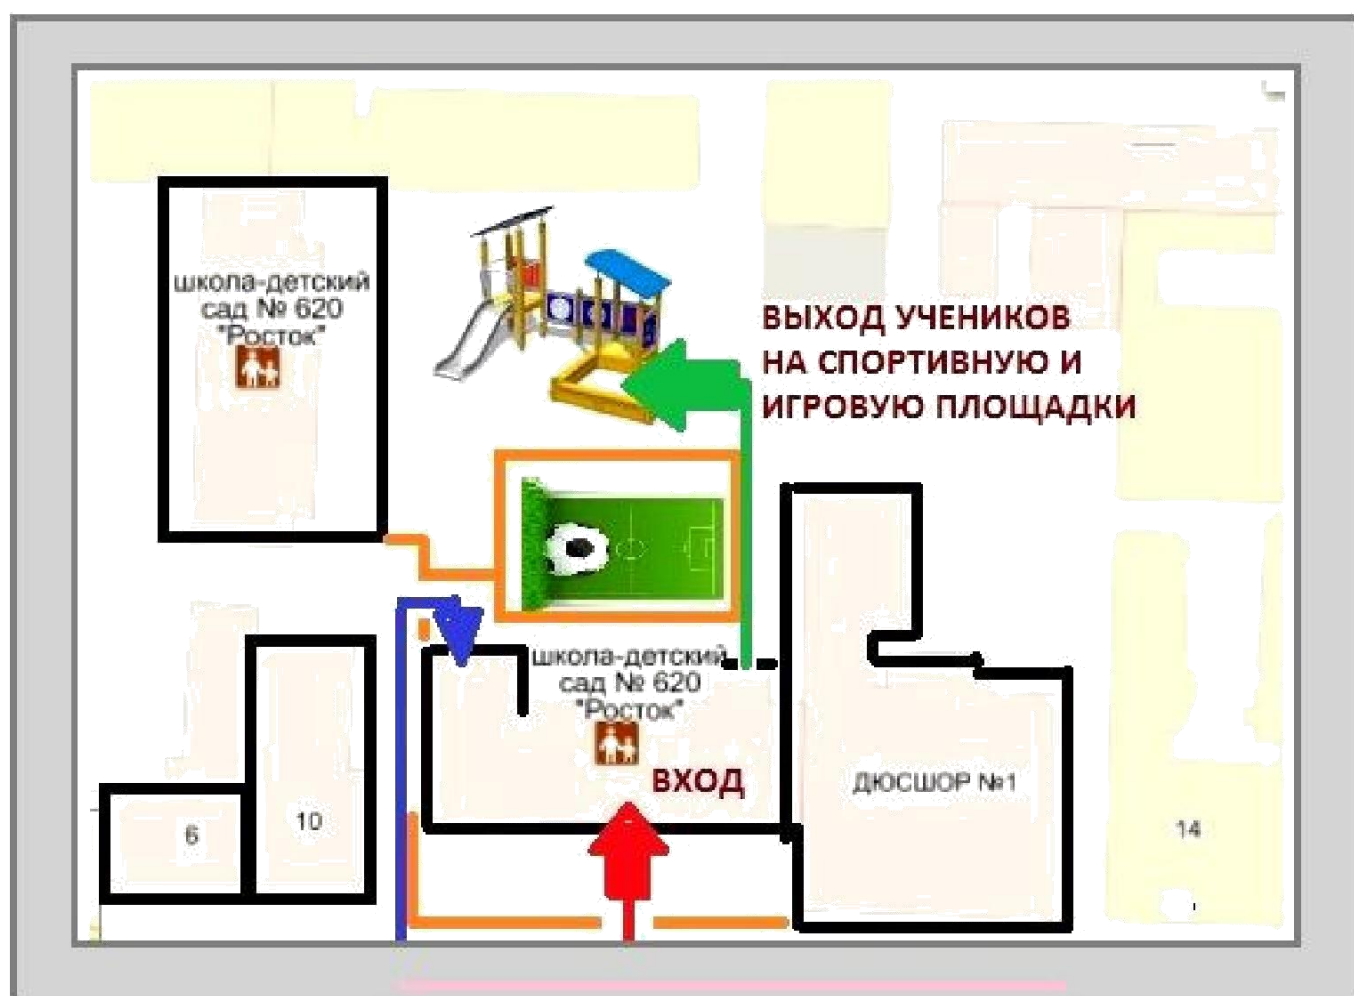 школа-детский
сад № 620
"Росток"
ВЫХОД УЧЕНИКОВ
НА СПОРТИВНУЮ И
ИГРОВУЮ ПЛОЩАДКИ
школа-детский
сад № 620
"Росток"
ВХОД
ДЮСШОР №1
6
10
14